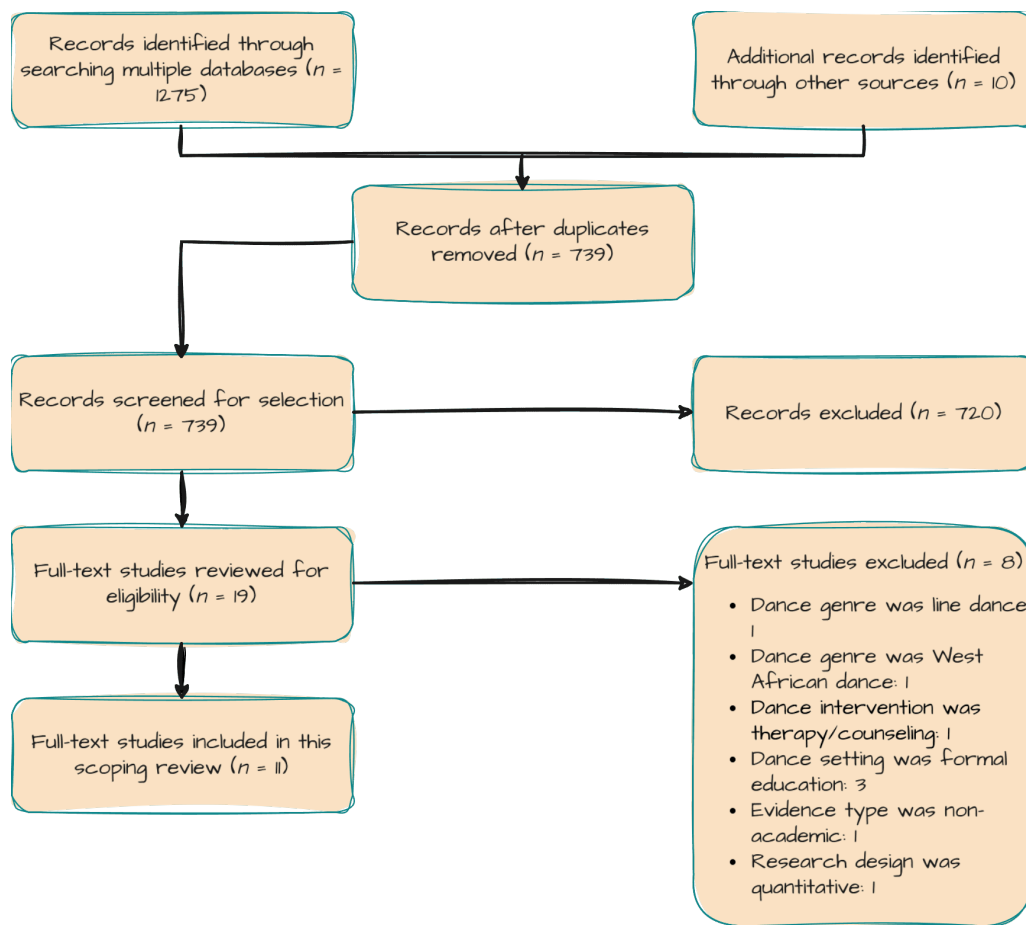 Records identified through
searching multiple databases (n =
1275)
Additional records identified
through other sources (n = 10)
Records after duplicates
removed (n = 739)
Records screened for selection
(n = 739)
Records excluded (n = 720)
Full-text studies reviewed for
eligibility (n = 19)
Full-text studies excluded (n = 8)
• Dance genre was line dance
1
• Dance genre was West
African dance: 1
• Dance intervention was
therapy/counseling: 1
• Dance setting was formal
education: 3
• Evidence type was non-
academic: 1
• Research design was
quantitative: 1
Full-text studies included in this
scoping review (n = 11)